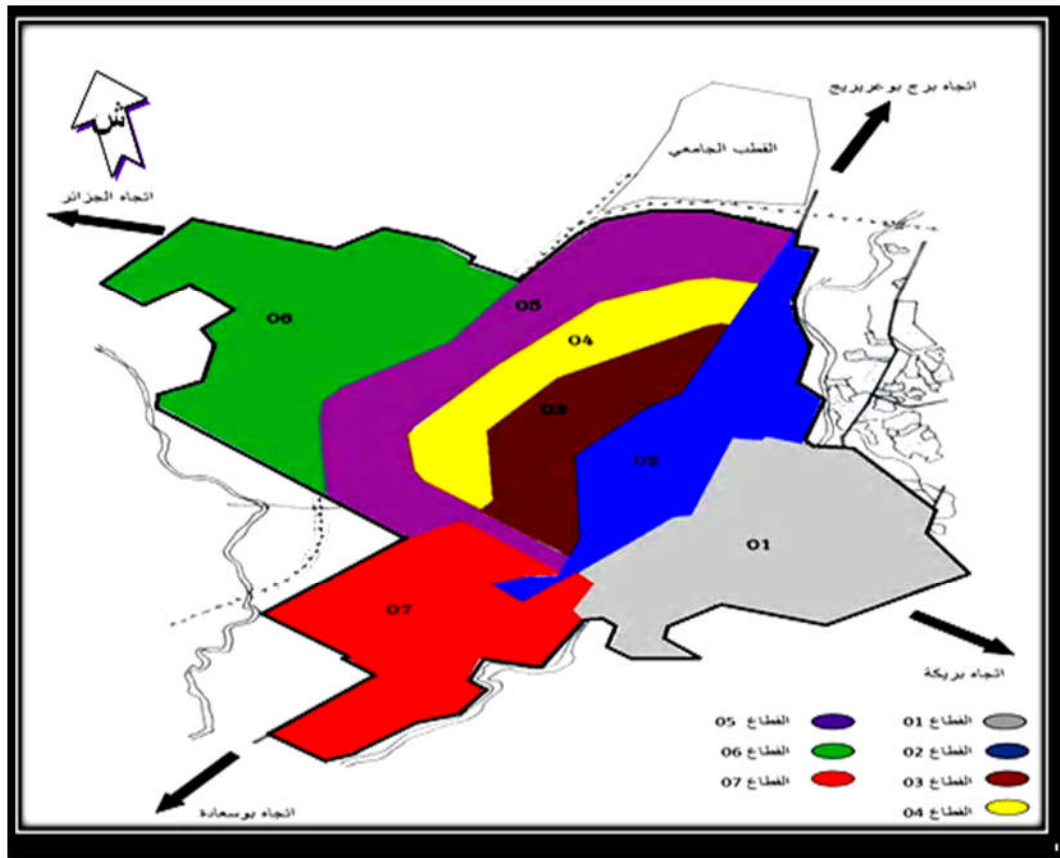 اتجاه برج بوعريريج
القطب الجامعي
ش
اتجاه الجزائر
05
06
04
03
02
01
07
اتجاه بريكة
القطاع 01
القطاع 05
القطاع 02
القطاع 06
القطاع 03
القطاع 07
القطاع 04
اتجاه بوسعادة